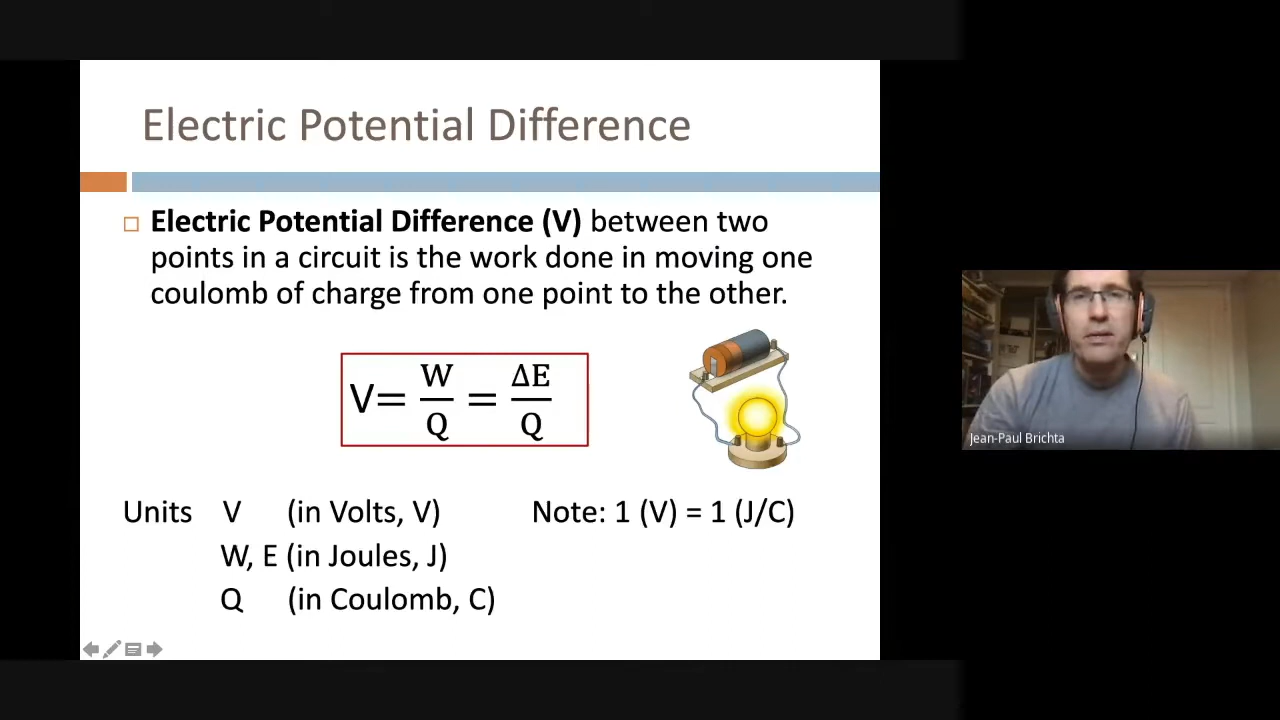 Electric Potential Difference
Electric Potential Difference (V) between two
points in a circuit is the work done in moving one
coulomb of charge from one point to the other.
V= W/Q = ΔE/Q
Units V (in Volts, V) Note: 1 (V) = 1 (J/C)
W, E (in Joules, J)
Q (in Coulomb, C)
Jean-Paul Brichta